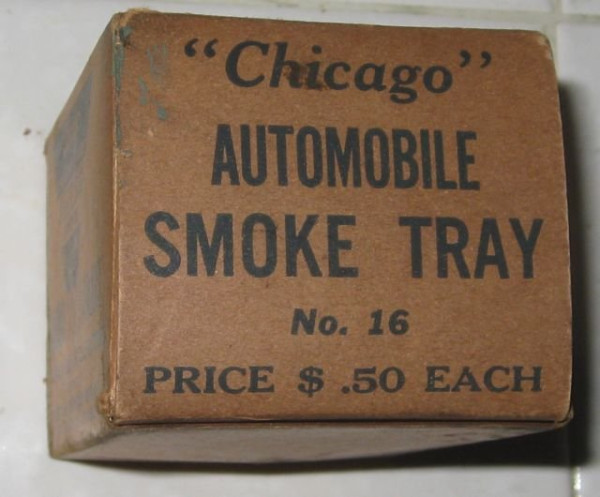 “Chicago”
AUTOMOBILE
SMOKE TRAY
No. 16
PRICE $ .50 EACH